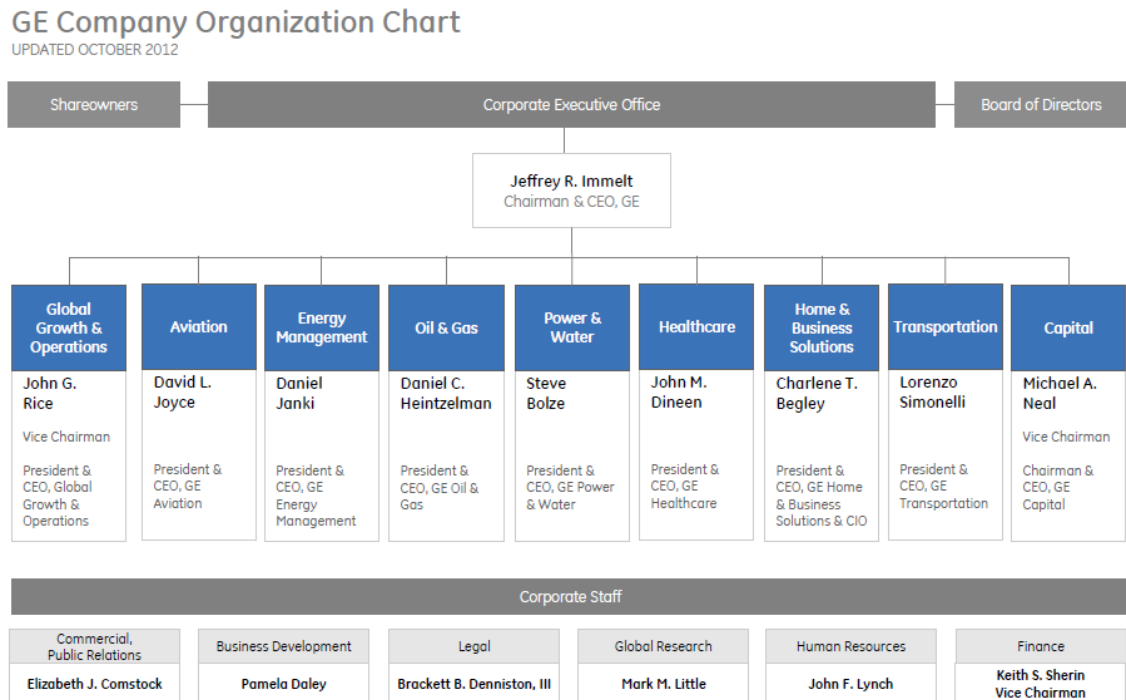 GE Company Organization Chart
UPDATED OCTOBER 2012
Shareowners
Corporate Executive Office
Board of Directors
Jeffrey R. Immelt
Chairman & CEO, GE
Global
Growth &
Operations
John G.
Rice
Vice Chairman
President &
CEO, Global
Growth &
Operations
Aviation
David L.
Joyce
President &
CEO, GE
Aviation
Energy
Management
Daniel
Janki
President &
CEO, GE
Energy
Management
Oil & Gas
Daniel C.
Heintzelman
President &
CEO, GE Oil &
Gas
Power &
Water
Steve
Bolze
President &
CEO, GE Power
& Water
Healthcare
John M.
Dineen
President &
CEO, GE
Healthcare
Home &
Business
Solutions
Charlene T.
Begley
President &
CEO, GE Home
& Business
Solutions & CIO
Transportation
Lorenzo
Simonelli
President &
CEO, GE
Transportation
Capital
Michael A.
Neal
Vice Chairman
Chairman &
CEO, GE
Capital
Corporate Staff
Commercial,
Public Relations
Elizabeth J. Comstock
Business Development
Pamela Daley
Legal
Brackett B. Denniston, III
Global Research
Mark M. Little
Human Resources
John F. Lynch
Finance
Keith S. Sherin
Vice Chairman